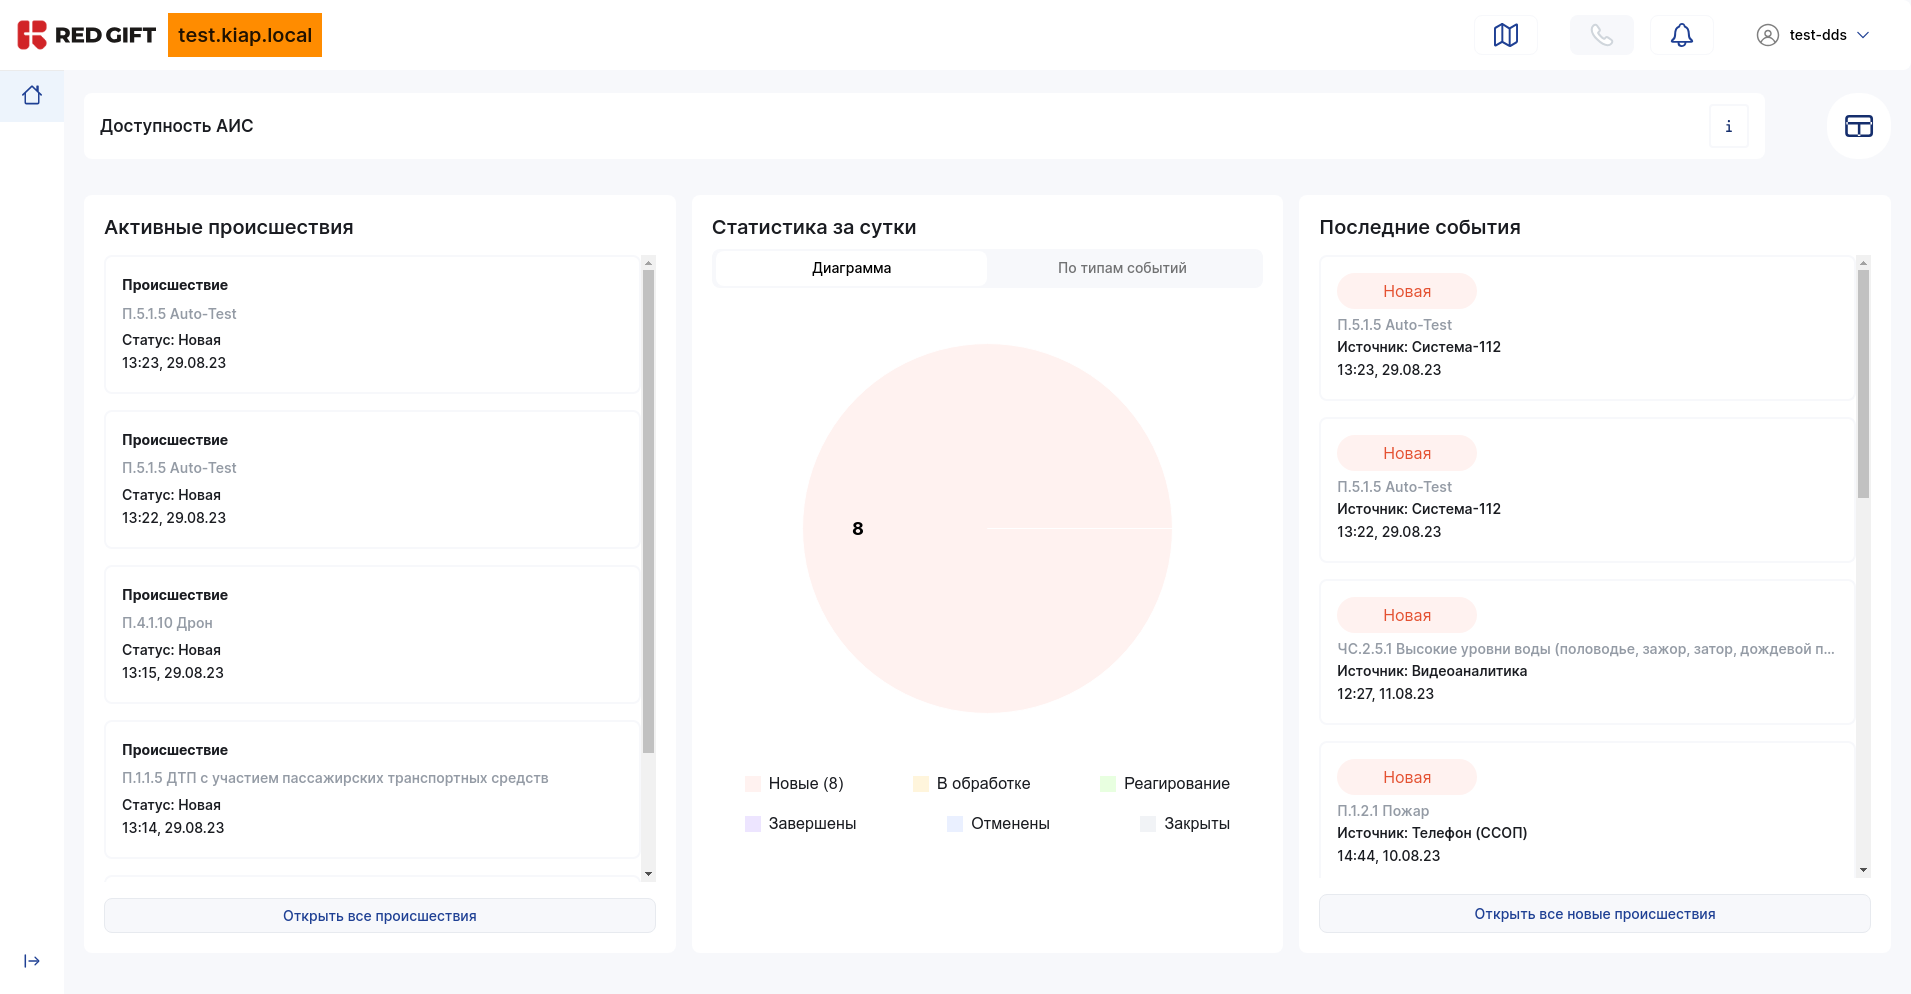 RED GIFT
test.kiap.local
test-dds
Доступность АИС
i
Активные происшествия
Происшествие
П.5.1.5 Auto-Test
Статус: Новая
13:23, 29.08.23
Происшествие
П.5.1.5 Auto-Test
Статус: Новая
13:22, 29.08.23
Происшествие
П.4.1.10 Дрон
Статус: Новая
13:15, 29.08.23
Происшествие
П.1.1.5 ДТП с участием пассажирских транспортных средств
Статус: Новая
13:14, 29.08.23
Открыть все происшествия
Статистика за сутки
Диаграмма
По типам событий
8
Новые (8)
В обработке
Реагирование
Завершены
Отменены
Закрыты
Последние события
Новая
П.5.1.5 Auto-Test
Источник: Система-112
13:23, 29.08.23
Новая
П.5.1.5 Auto-Test
Источник: Система-112
13:22, 29.08.23
Новая
ЧС.2.5.1 Высокие уровни воды (половодье, зажор, затор, дождевой п...
Источник: Видеоаналитика
12:27, 11.08.23
Новая
П.1.2.1 Пожар
Источник: Телефон (ССОП)
14:44, 10.08.23
Открыть все новые происшествия